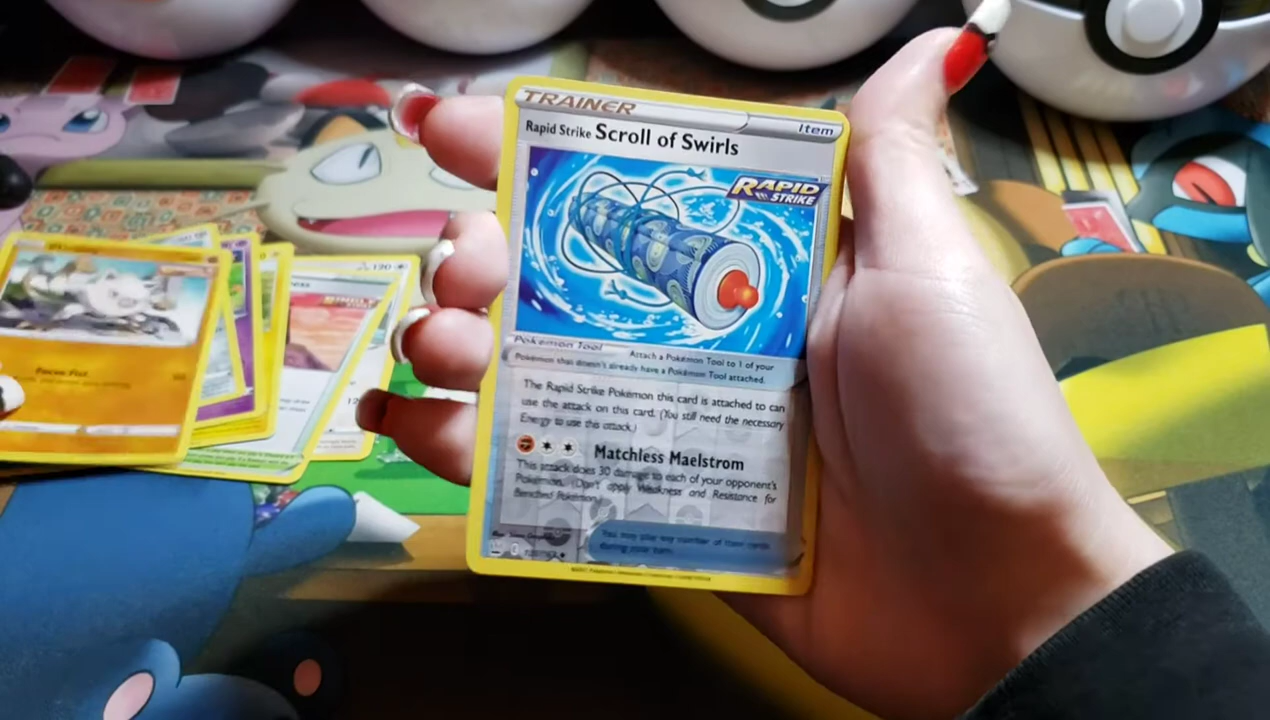 TRAINER
Item
Rapid Strike Scroll of Swirls
RAPID
STRIKE
Pokémon Tool
Attach a Pokémon Tool to 1 of your
Pokémon that doesn't already have a Pokémon Tool attached.
The Rapid Strike Pokémon this card is attached to can
use the attack on this card. (You still need the necessary
Energy to use this attack.)
Matchless Maelstrom
This attack does 30 damage to each of your opponent's
Pokémon. (Don't apply Weakness and Resistance for
Benched Pokémon.)
You may play any number of Item cards
during your turn.
Focus Fist
120